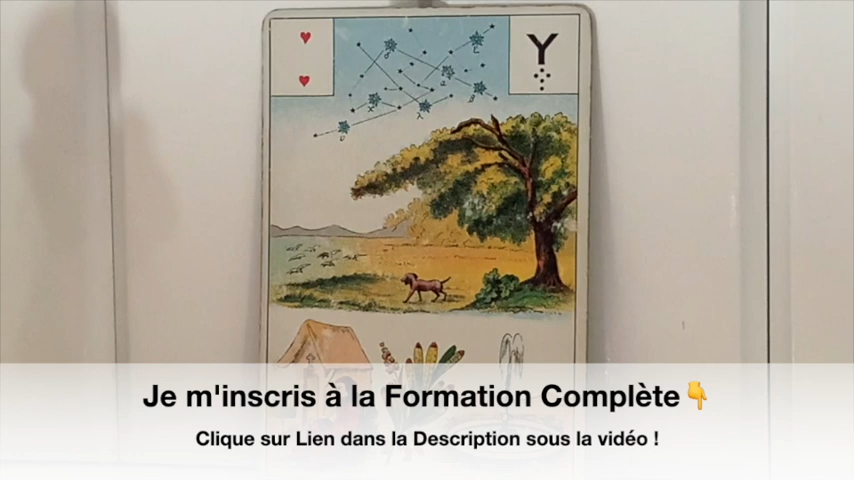 Y
Je m'inscris à la Formation Complète👇
Clique sur Lien dans la Description sous la vidéo !